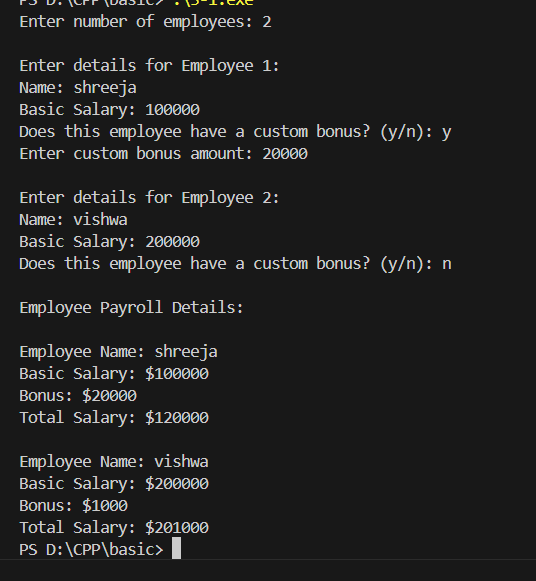 PS D:\CPP\basic> .\3-1.exe
Enter number of employees: 2
Enter details for Employee 1:
Name: shreeja
Basic Salary: 100000
Does this employee have a custom bonus? (y/n): y
Enter custom bonus amount: 20000
Enter details for Employee 2:
Name: vishwa
Basic Salary: 200000
Does this employee have a custom bonus? (y/n): n
Employee Payroll Details:
Employee Name: shreeja
Basic Salary: $100000
Bonus: $20000
Total Salary: $120000
Employee Name: vishwa
Basic Salary: $200000
Bonus: $1000
Total Salary: $201000
PS D:\CPP\basic>